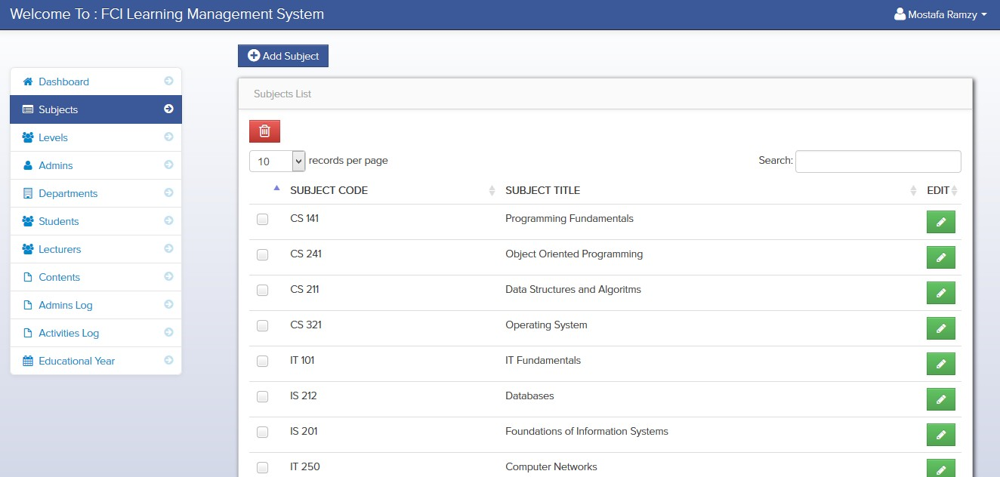 Welcome To : FCI Learning Management System
Mostafa Ramzy
Add Subject
Dashboard
Subjects
Levels
Admins
Departments
Students
Lecturers
Contents
Admins Log
Activities Log
Educational Year
Subjects List
10 records per page
Search:
SUBJECT CODE SUBJECT TITLE EDIT
CS 141 Programming Fundamentals
CS 241 Object Oriented Programming
CS 211 Data Structures and Algoritms
CS 321 Operating System
IT 101 IT Fundamentals
IS 212 Databases
IS 201 Foundations of Information Systems
IT 250 Computer Networks